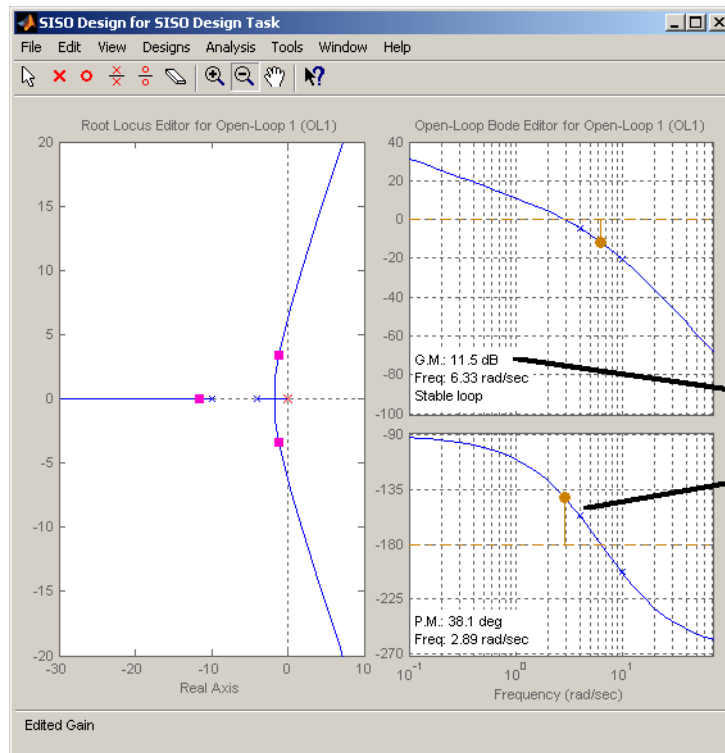 SISO Design for SISO Design Task
File Edit View Designs Analysis Tools Window Help
Root Locus Editor for Open-Loop 1 (OL1)
20
15
10
5
0
-5
-10
-15
-20
-30 -20 -10 0 10
Real Axis
Open-Loop Bode Editor for Open-Loop 1 (OL1)
40
20
0
-20
-40
-60
-80
-100
G.M.: 11.5 dB
Freq: 6.33 rad/sec
Stable loop
-90
-135
-180
-225
-270
P.M.: 38.1 deg
Freq: 2.89 rad/sec
10⁻¹ 10⁰ 10¹
Frequency (rad/sec)
Edited Gain